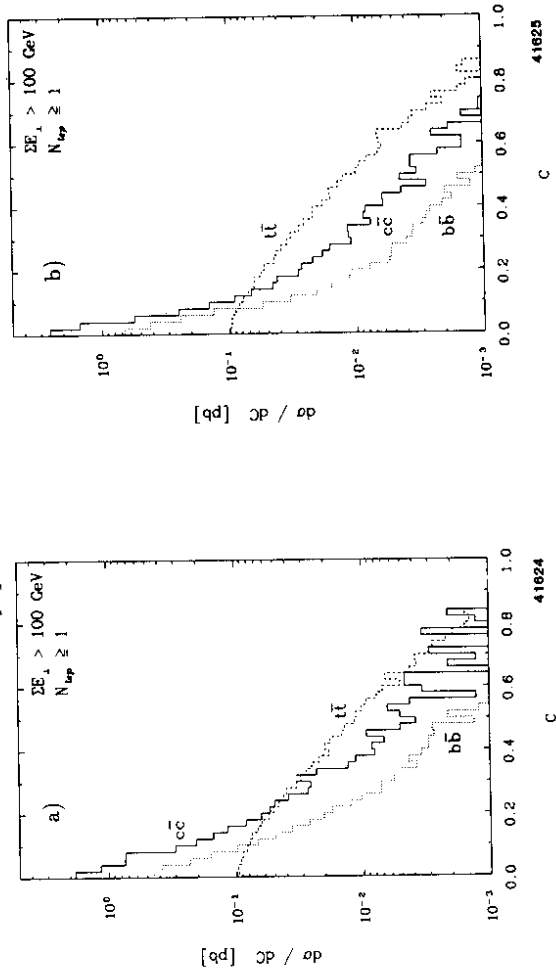 a)
ΣE⊥ > 100 GeV
N_lep ≥ 1
cc̄
tt̄
bb̄
dσ / dC [pb]
10⁰
10⁻¹
10⁻²
10⁻³
0.0 0.2 0.4 0.6 0.8 1.0
C
41624
b)
ΣE⊥ > 100 GeV
N_lep ≥ 1
tt̄
c̄c
bb̄
dσ / dC [pb]
10⁰
10⁻¹
10⁻²
10⁻³
0.0 0.2 0.4 0.6 0.8 1.0
C
41625